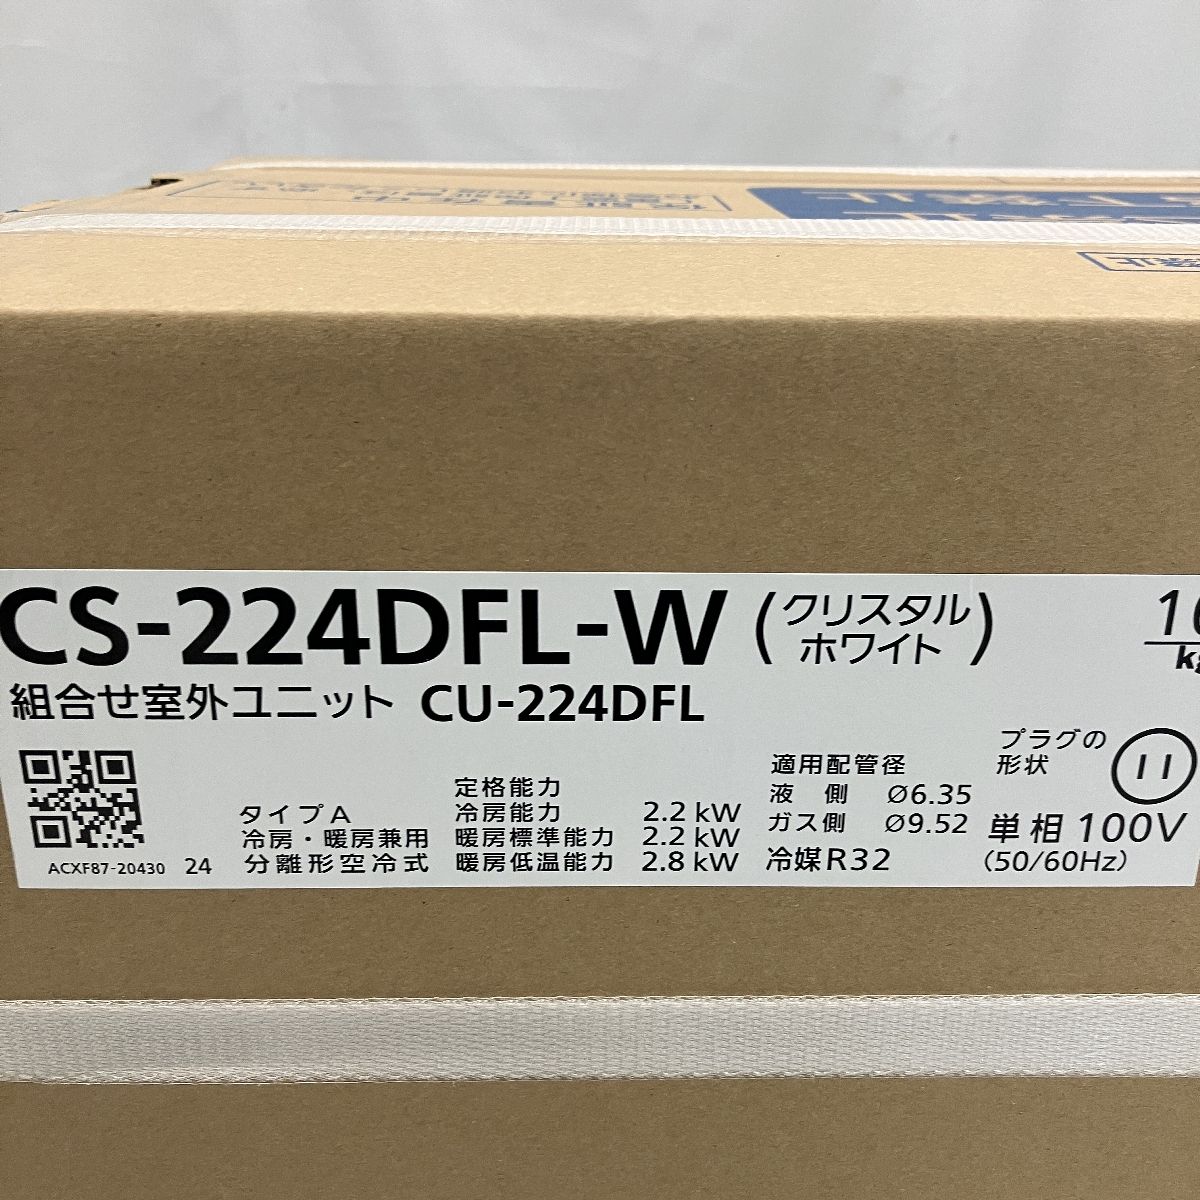 CS-224DFL-W (クリスタル
ホワイト)
組合せ室外ユニット CU-224DFL
ACXF87-20430 24
タイプA
冷房・暖房兼用
分離形空冷式
定格能力
冷房能力 2.2 kW
暖房標準能力 2.2 kW
暖房低温能力 2.8 kW
適用配管径
液側 Ø6.35
ガス側 Ø9.52
冷媒R32
プラグの
形状
単相100V
(50/60Hz)